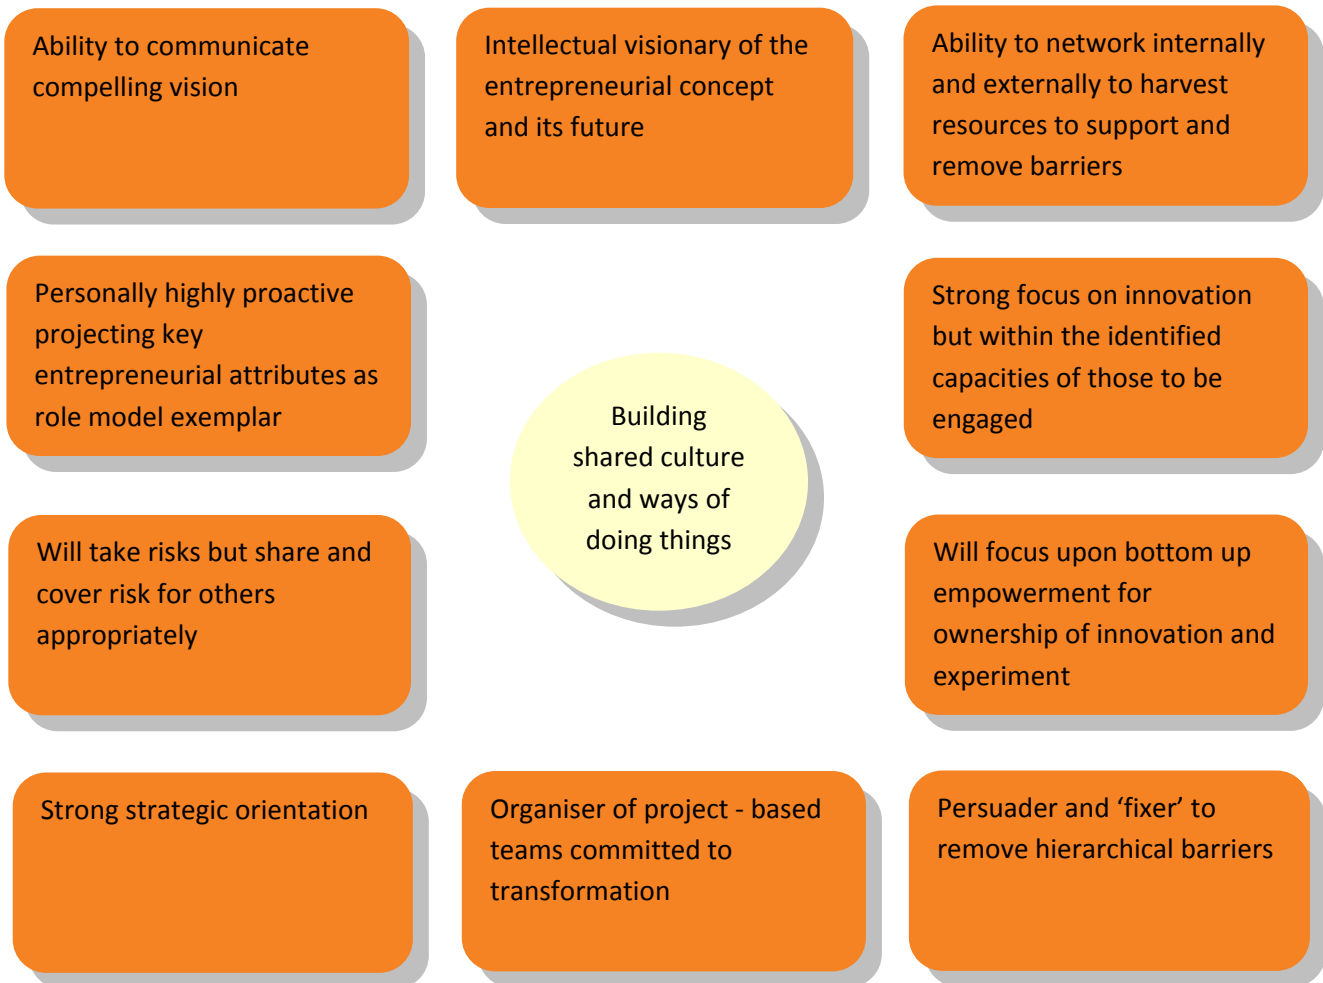 Ability to communicate
compelling vision
Intellectual visionary of the
entrepreneurial concept
and its future
Ability to network internally
and externally to harvest
resources to support and
remove barriers
Personally highly proactive
projecting key
entrepreneurial attributes as
role model exemplar
Strong focus on innovation
but within the identified
capacities of those to be
engaged
Building
shared culture
and ways of
doing things
Will take risks but share and
cover risk for others
appropriately
Will focus upon bottom up
empowerment for
ownership of innovation and
experiment
Strong strategic orientation
Organiser of project - based
teams committed to
transformation
Persuader and ‘fixer’ to
remove hierarchical barriers